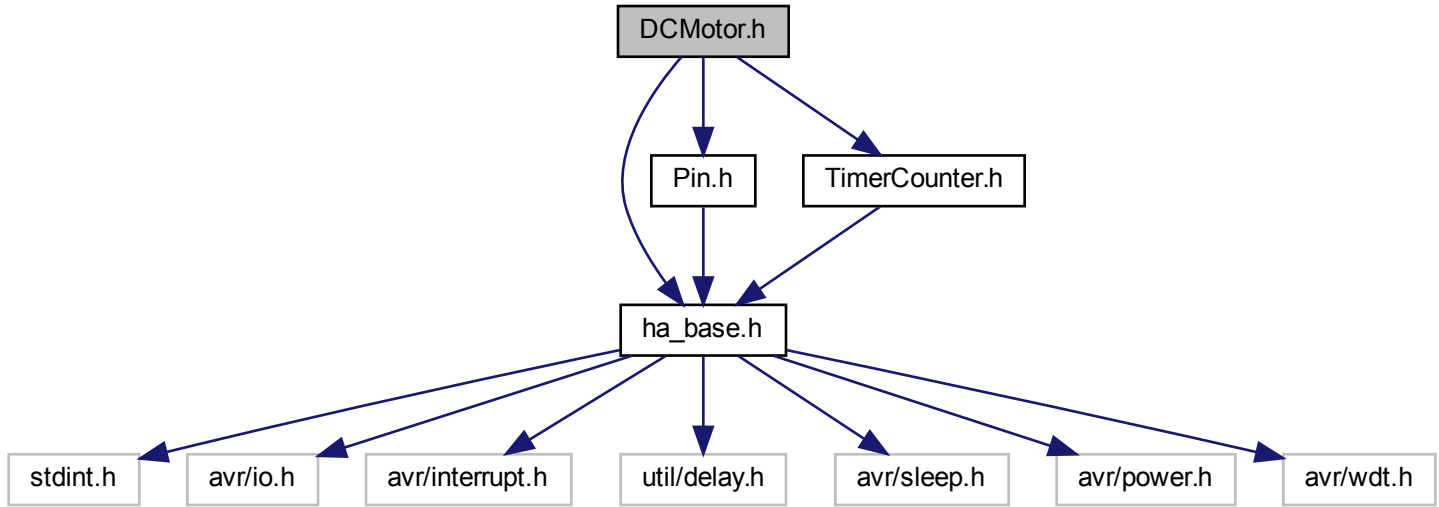 DCMotor.h
Pin.h
TimerCounter.h
ha_base.h
stdint.h
avr/io.h
avr/interrupt.h
util/delay.h
avr/sleep.h
avr/power.h
avr/wdt.h